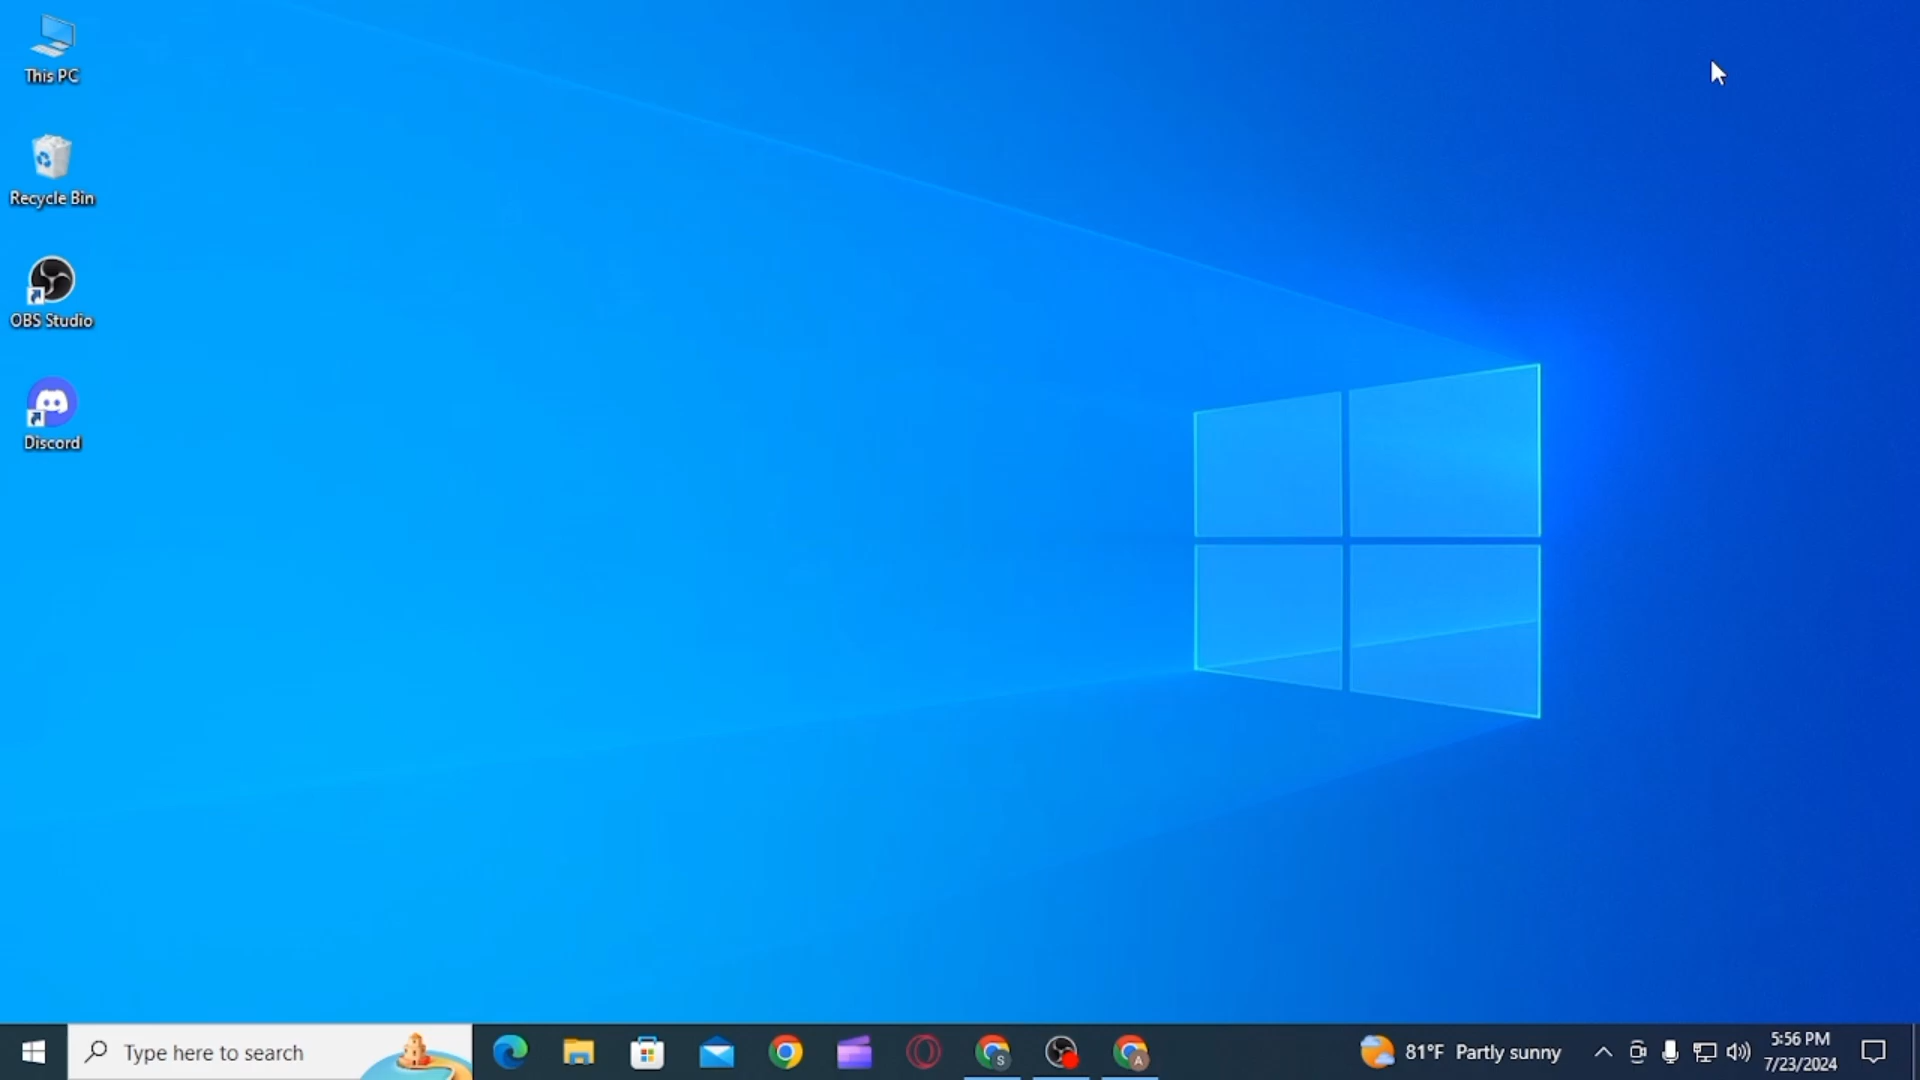 This PC
Recycle Bin
OBS Studio
Discord
Type here to search
S
A
81°F Partly sunny
5:56 PM
7/23/2024